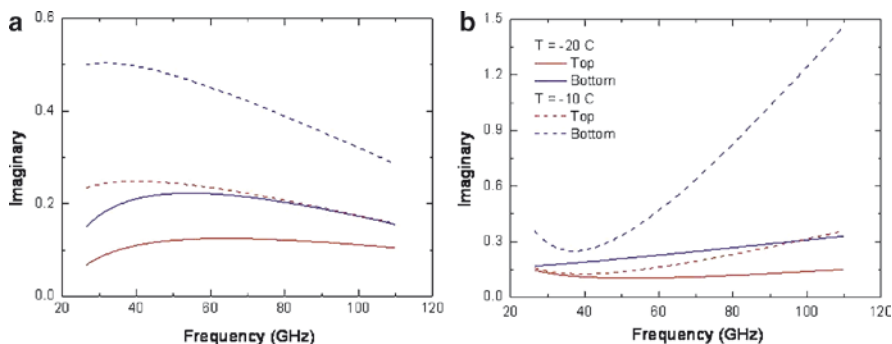 a
0.6
0.4
0.2
0.0
Imaginary
20 40 60 80 100 120
Frequency (GHz)
b
1.5
1.2
0.9
0.6
0.3
0.0
Imaginary
T = -20 C
Top
Bottom
T = -10 C
Top
Bottom
20 40 60 80 100 120
Frequency (GHz)